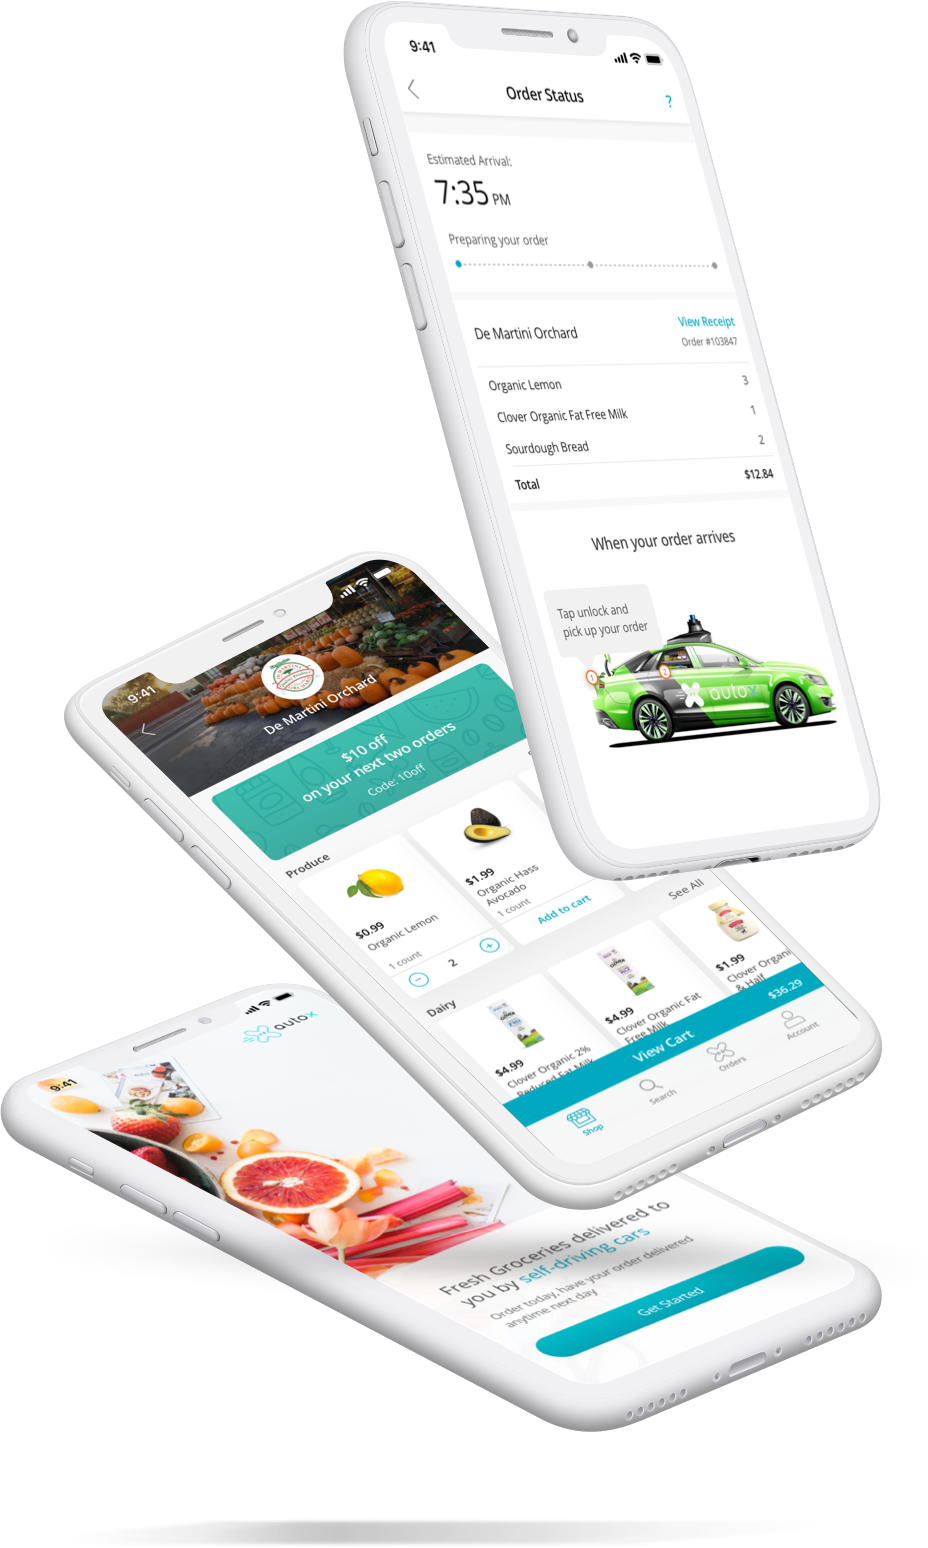 9:41
Order Status
?
Estimated Arrival:
7:35 PM
Preparing your order
De Martini Orchard
View Receipt
Order #103847
Organic Lemon 3
Clover Organic Fat Free Milk 1
Sourdough Bread 2
Total $12.84
When your order arrives
Tap unlock and
pick up your order
1
2
autox
9:41
De Martini Orchard
$10 off
on your next two orders
Code: 10off
Produce
$0.99
Organic Lemon
1 count
2
$1.99
Organic Hass
Avocado
1 count
Add to cart
See All
Dairy
$4.99
Clover Organic 2%
Reduced Fat Milk
$4.99
Clover Organic Fat
Free Milk
$1.99
Clover Organi
& Half
View Cart
$36.29
Shop
Search
Orders
Account
9:41
autox
Fresh Groceries delivered to
you by self-driving cars
Order today, have your order delivered
anytime next day
Get Started